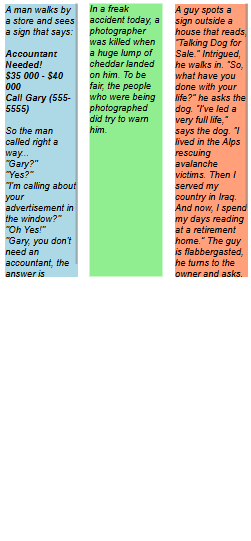 A man walks by
a store and sees
a sign that says:
Accountant
Needed!
$35 000 - $40
000
Call Gary (555-
5555)
So the man
called right a
way...
"Gary?"
"Yes?"
"I'm calling about
your
advertisement in
the window?"
"Oh Yes!"
"Gary, you don't
need an
accountant, the
answer is
In a freak
accident today, a
photographer
was killed when
a huge lump of
cheddar landed
on him. To be
fair, the people
who were being
photographed
did try to warn
him.
A guy spots a
sign outside a
house that reads,
"Talking Dog for
Sale." Intrigued,
he walks in. "So,
what have you
done with your
life?" he asks the
dog. "I've led a
very full life,"
says the dog. "I
lived in the Alps
rescuing
avalanche
victims. Then I
served my
country in Iraq.
And now, I spend
my days reading
at a retirement
home." The guy
is flabbergasted,
he turns to the
owner and asks,